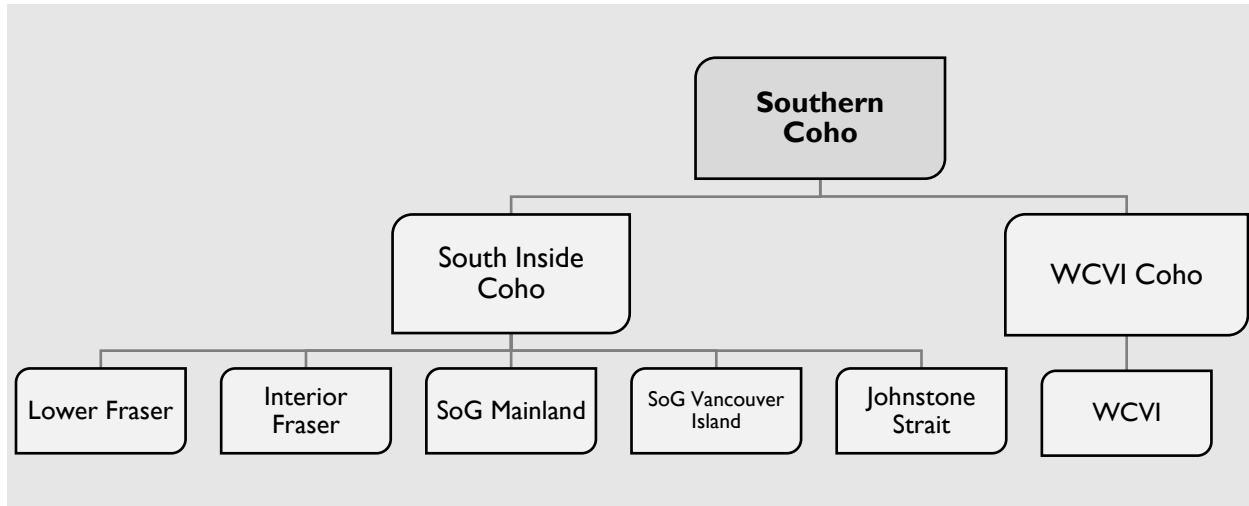 Southern
Coho
South Inside
Coho
WCVI Coho
Lower Fraser
Interior
Fraser
SoG Mainland
SoG Vancouver
Island
Johnstone
Strait
WCVI